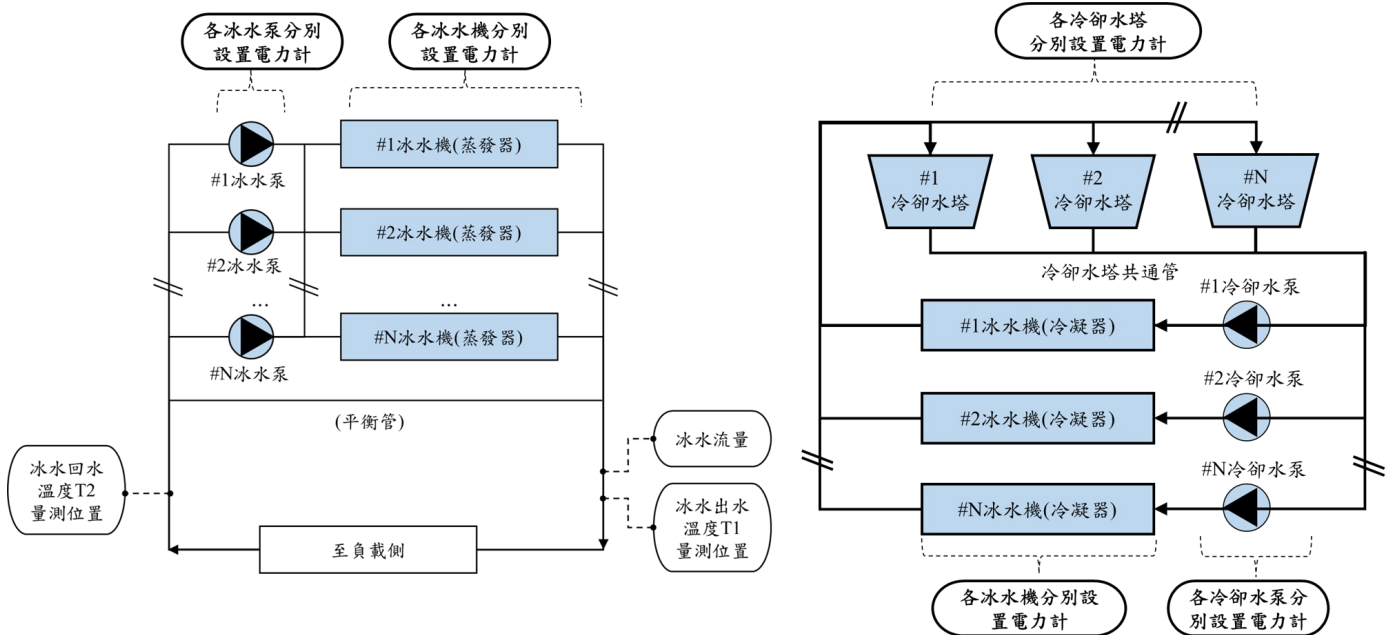 各冰水泵分別
設置電力計
各冰水機分別
設置電力計
#1冰水泵
#1冰水機(蒸發器)
#2冰水泵
#2冰水機(蒸發器)
...
...
#N冰水泵
#N冰水機(蒸發器)
(平衡管)
冰水回水
溫度T2
量測位置
冰水流量
冰水出水
溫度T1
量測位置
至負載側
各冷卻水塔
分別設置電力計
#1
冷卻水塔
#2
冷卻水塔
#N
冷卻水塔
冷卻水塔共通管
#1冷卻水泵
#1冰水機(冷凝器)
#2冷卻水泵
#2冰水機(冷凝器)
#N冷卻水泵
#N冰水機(冷凝器)
各冰水機分別設
置電力計
各冷卻水泵分
別設置電力計